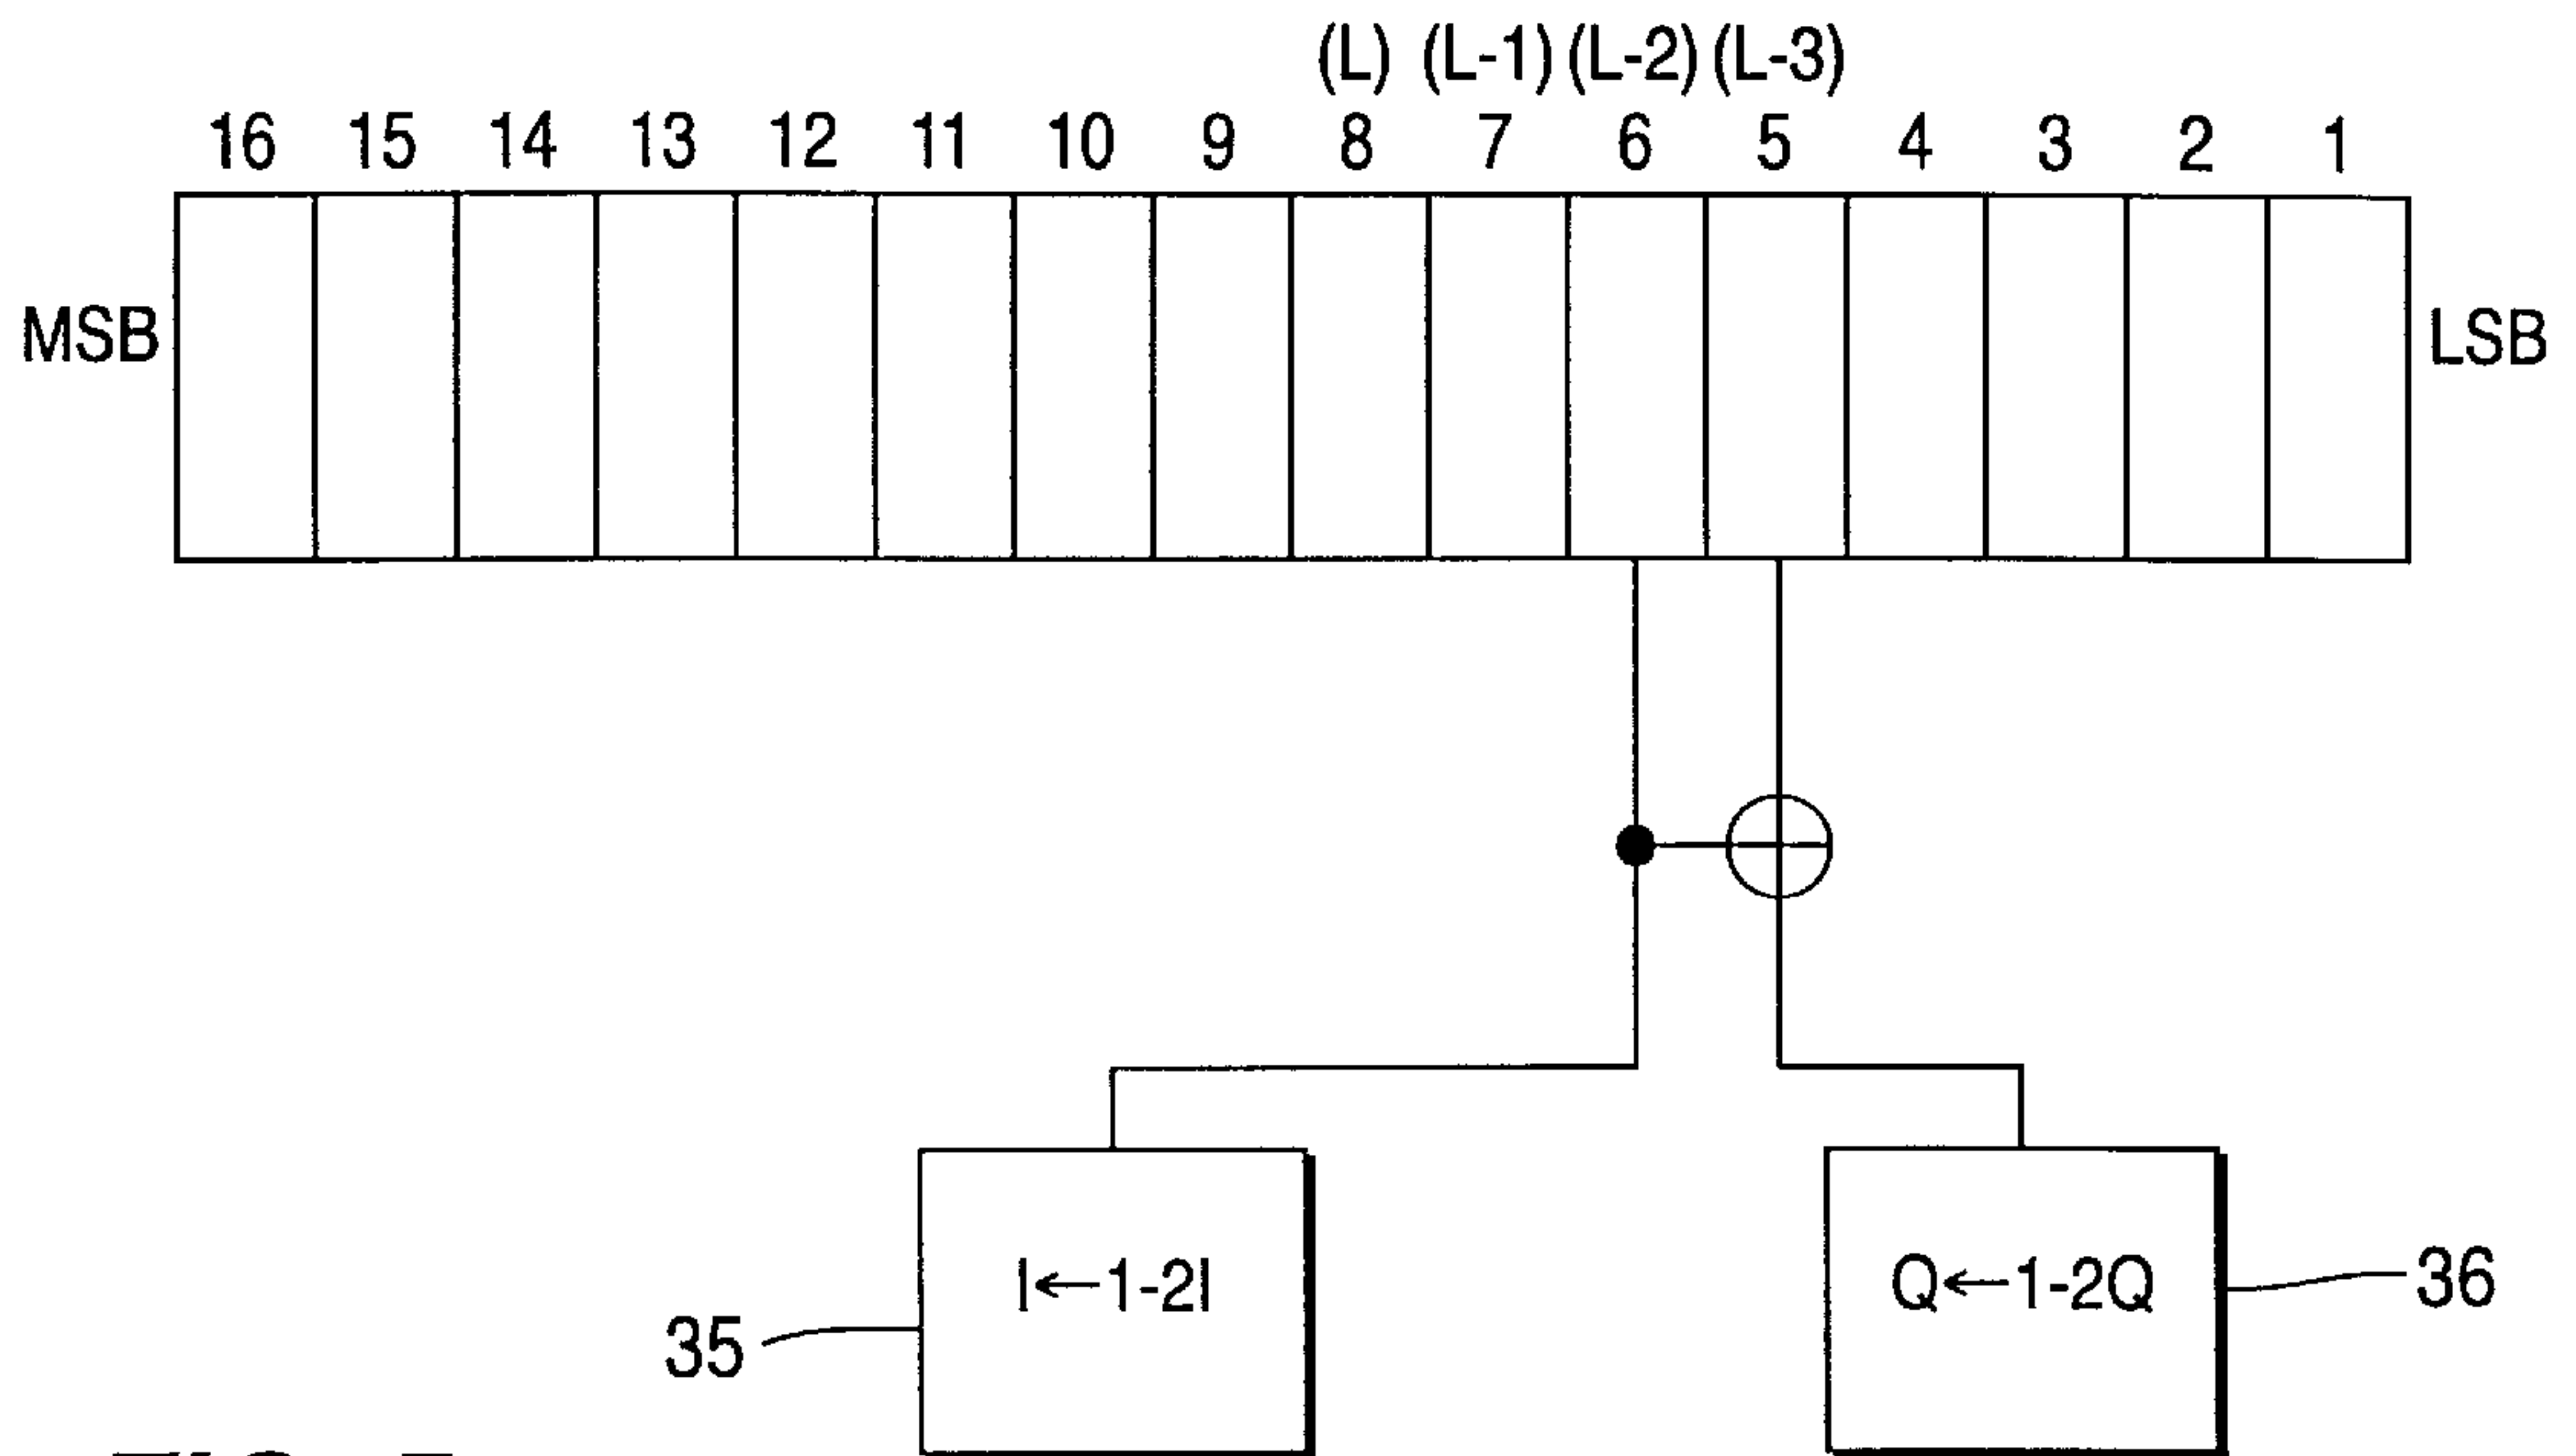 (L) (L-1) (L-2) (L-3)
16 15 14 13 12 11 10 9 8 7 6 5 4 3 2 1
MSB
LSB
I←1-2I
Q←1-2Q
35
36